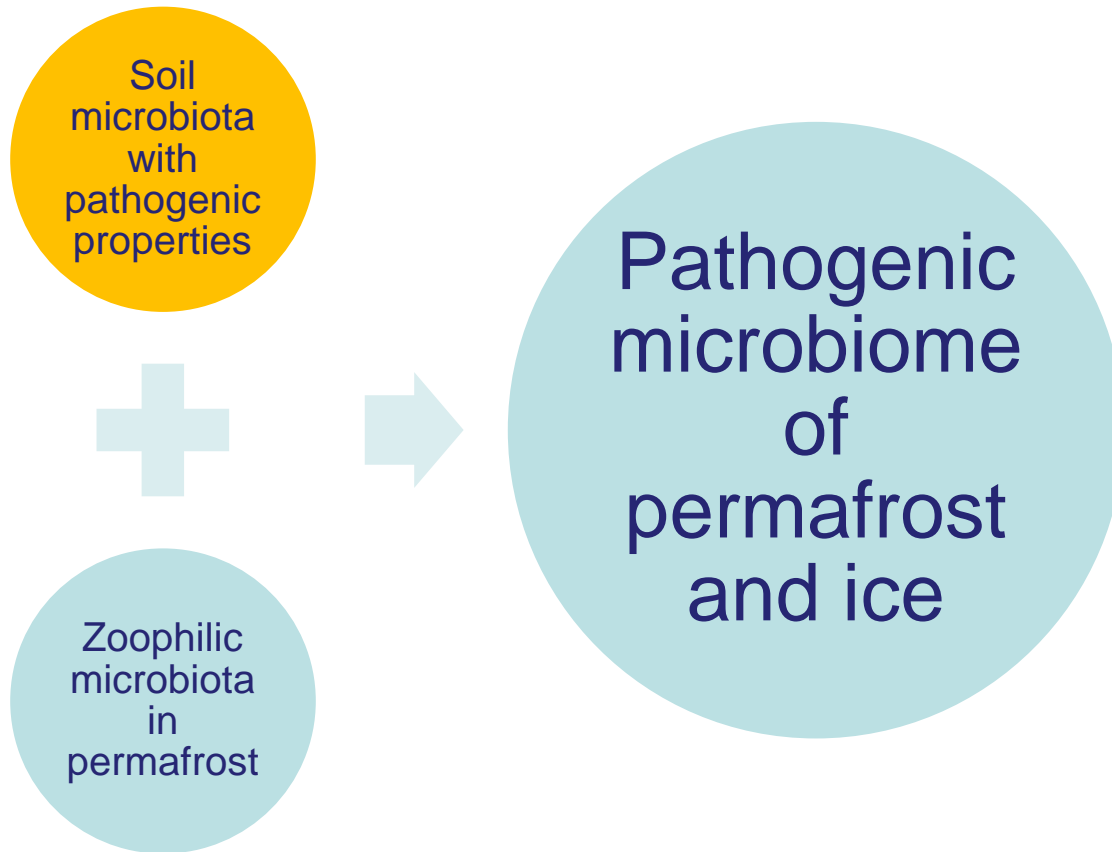 Soil
microbiota
with
pathogenic
properties
Zoophilic
microbiota
in
permafrost
Pathogenic
microbiome
of
permafrost
and ice